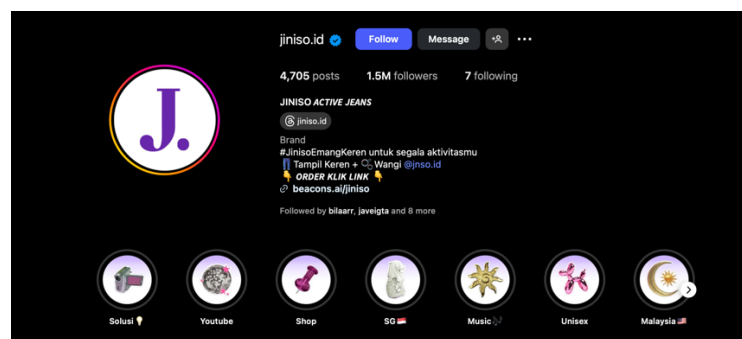 jiniso.id
Follow
Message
4,705 posts 1.5M followers 7 following
JINISO ACTIVE JEANS
jiniso.id
Brand
#JinisoEmangKeren untuk segala aktivitasmu
👖 Tampil Keren + 🫧 Wangi @jnso.id
👇 ORDER KLIK LINK 👇
beacons.ai/jiniso
Followed by bilaarr, javeigta and 8 more
J.
Solusi 💡
Youtube
Shop
SG 🇸🇬
Music 🎶
Unisex
Malaysia 🇲🇾